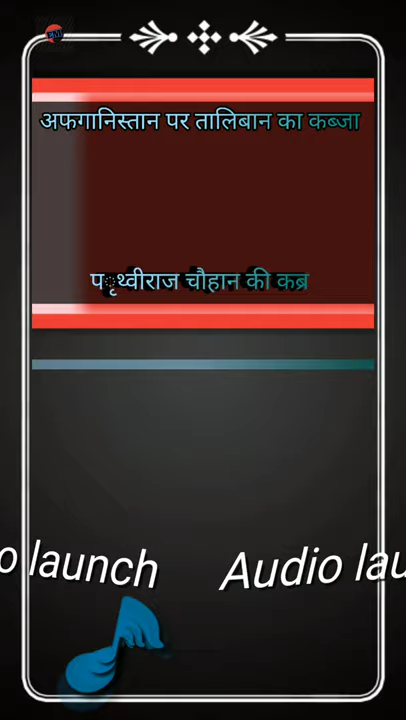 अफगानिस्तान पर तालिबान का कब्जा
पृथ्वीराज चौहान की कब्र
o launch
Audio lau